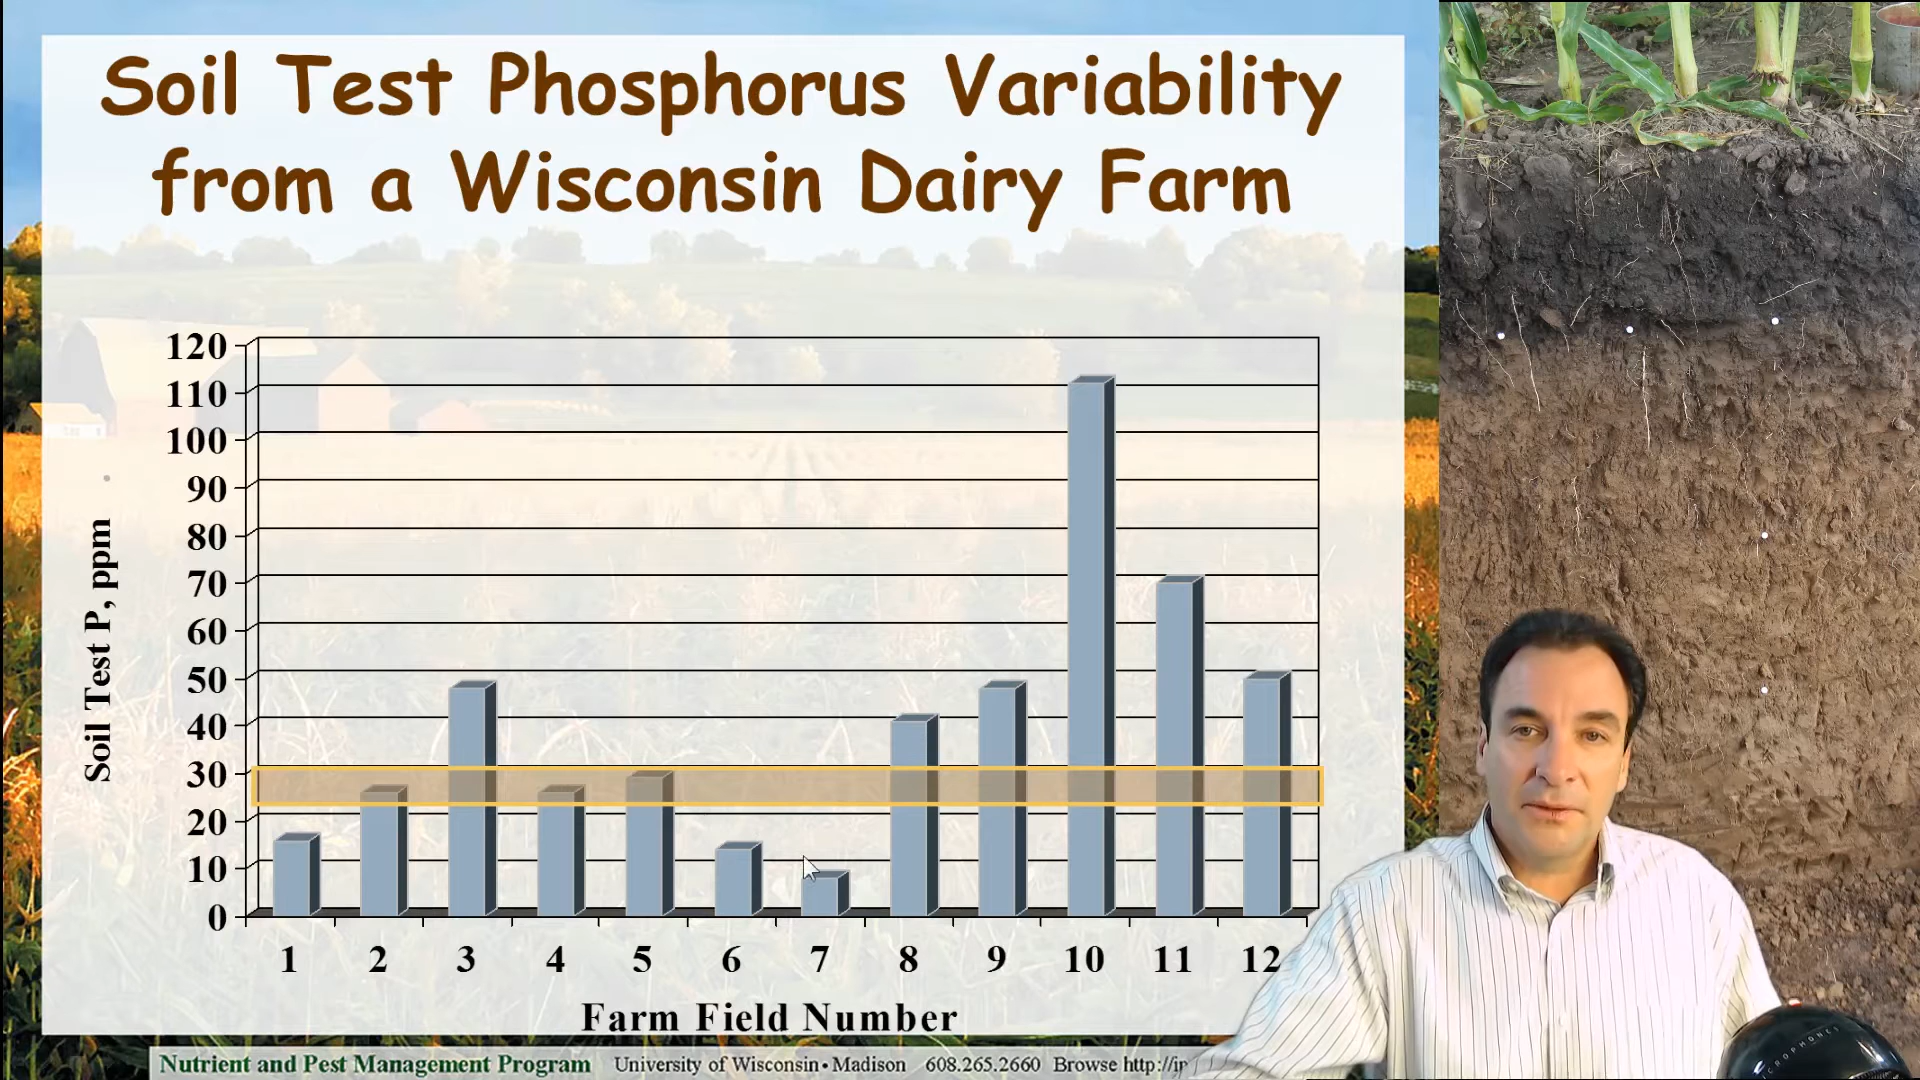 Soil Test Phosphorus Variability
from a Wisconsin Dairy Farm
120
110
100
90
80
70
60
50
40
30
20
10
0
Soil Test P, ppm
1 2 3 4 5 6 7 8 9 10 11 12
Farm Field Number
Nutrient and Pest Management Program University of Wisconsin • Madison 608.265.2660 Browse http://ip